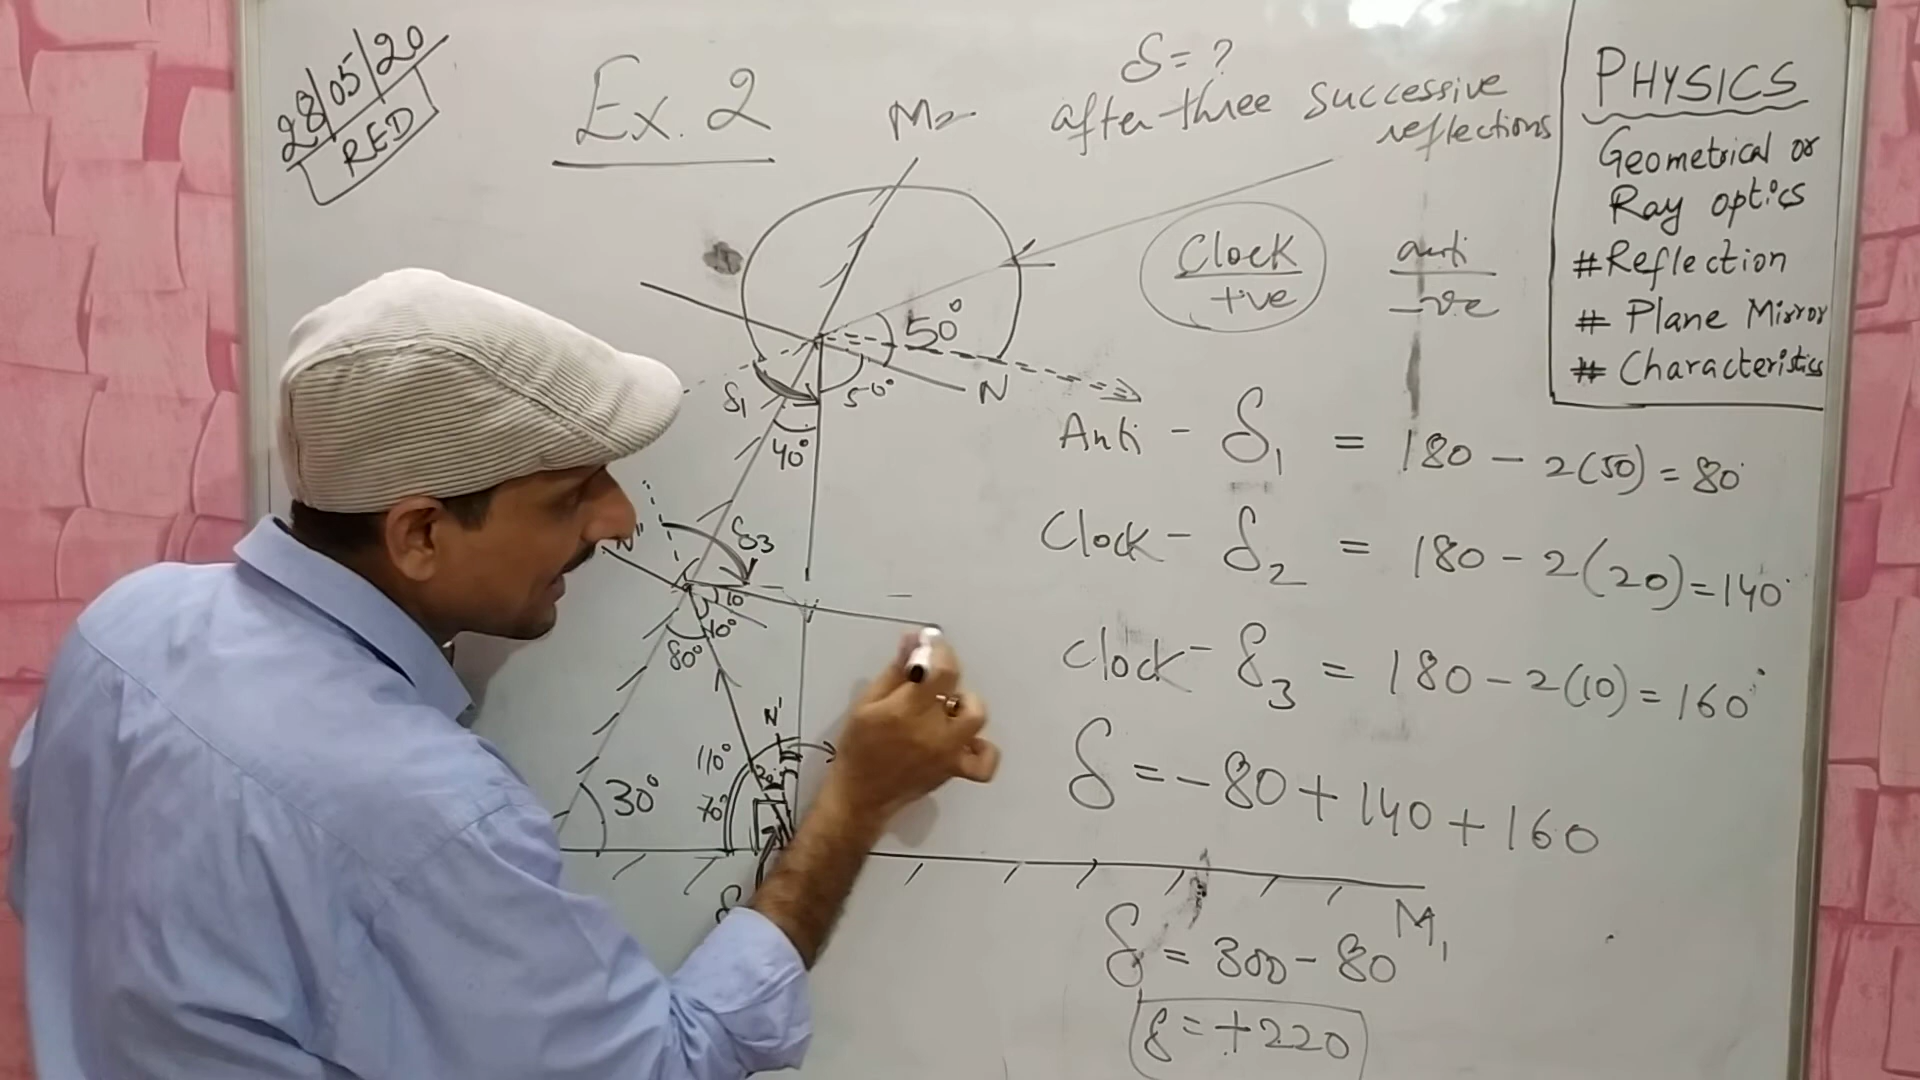 28/05/20
RED
Ex. 2
δ = ?
after three successive
reflections
PHYSICS
Geometrical or
Ray optics
# Reflection
# Plane Mirror
# Characteristics
M2
Clock
+ve
anti
-ve
50°
N
δ1
50°
40°
Anti - δ1 = 180 - 2(50) = 80°
Clock - δ2 = 180 - 2(20) = 140°
Clock - δ3 = 180 - 2(10) = 160°
δ = -80 + 140 + 160
δ = 300 - 80
δ = +220
N"
δ3
10
10°
80°
N'
110°
70°
30°
M1